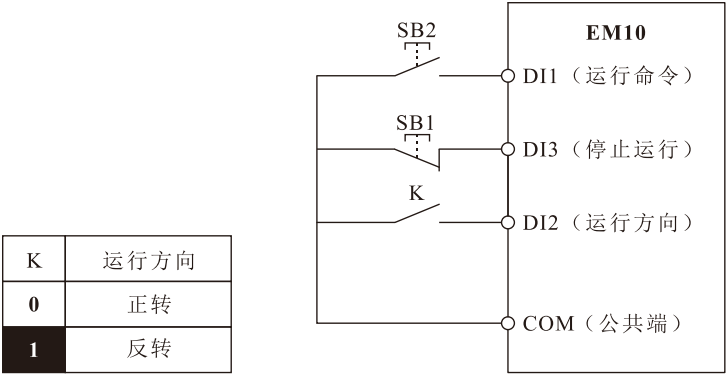 SB2
EM10
DI1（运行命令）
SB1
DI3（停止运行）
K
DI2（运行方向）
K 运行方向
0 正转
1 反转
COM（公共端）